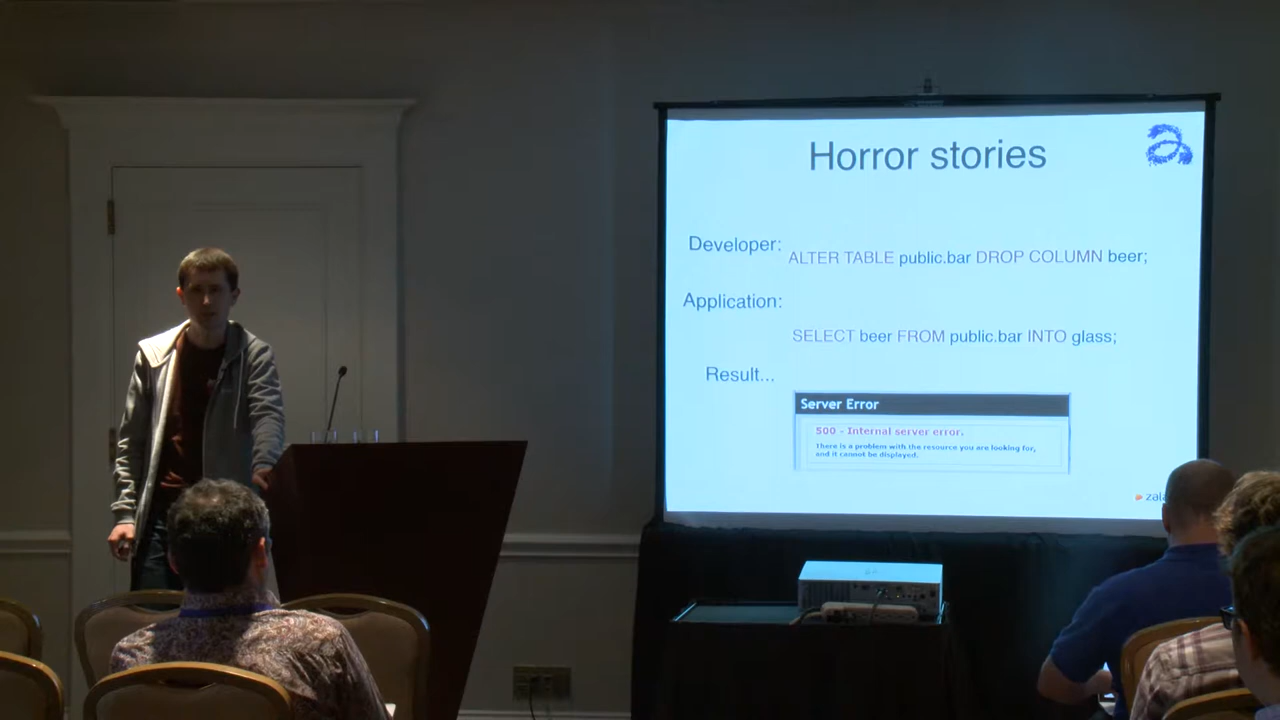 Horror stories
Developer:
ALTER TABLE public.bar DROP COLUMN beer;
Application:
SELECT beer FROM public.bar INTO glass;
Result...
Server Error
500 - Internal server error.
There is a problem with the resource you are looking for,
and it cannot be displayed.